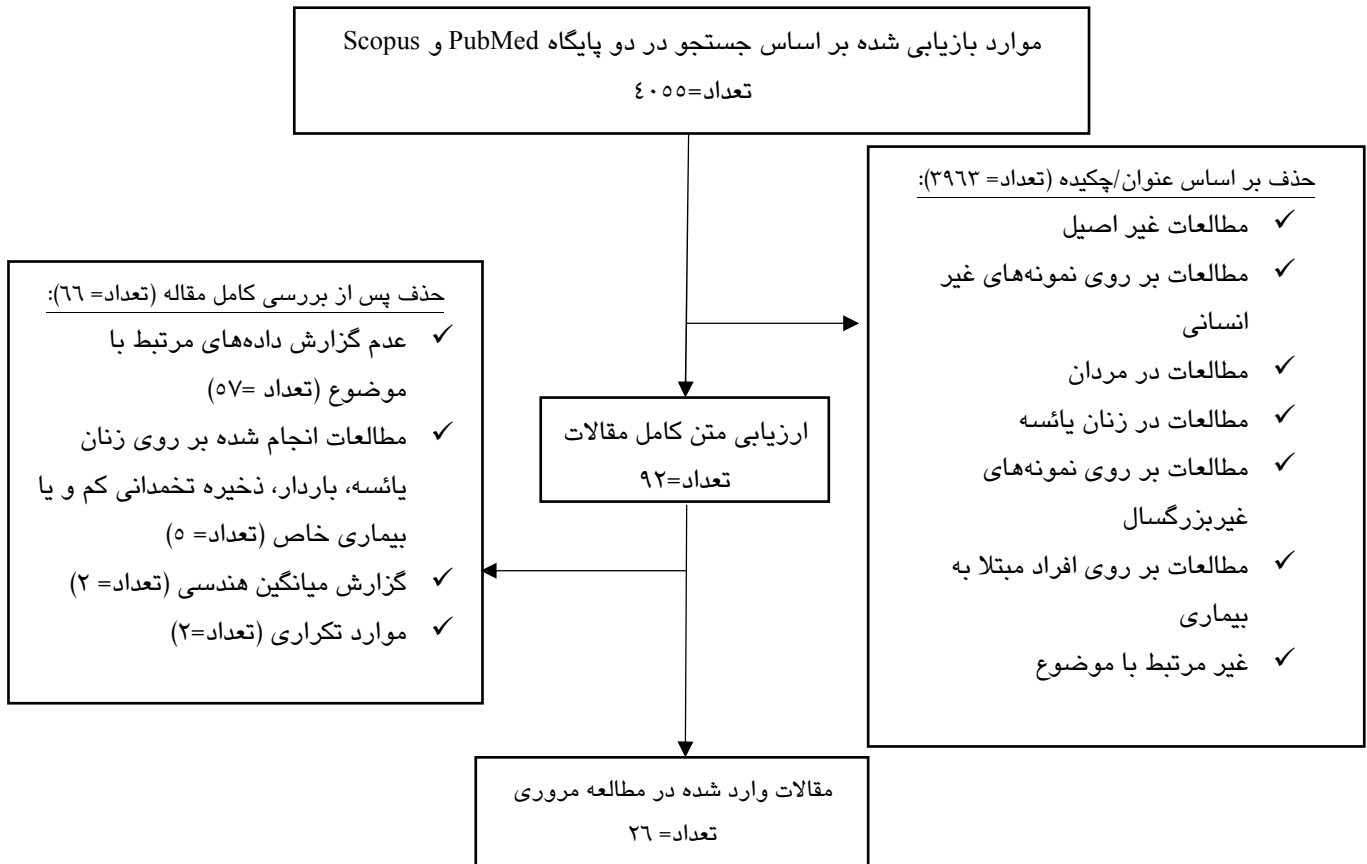 موارد بازیابی شده بر اساس جستجو در دو پایگاه PubMed و Scopus
تعداد=٤٠٥٥
حذف بر اساس عنوان/چکیده (تعداد= ٣٩٦٣):
✓ مطالعات غیر اصیل
✓ مطالعات بر روی نمونه‌های غیر
انسانی
✓ مطالعات در مردان
✓ مطالعات در زنان یائسه
✓ مطالعات بر روی نمونه‌های
غیربزرگسال
✓ مطالعات بر روی افراد مبتلا به
بیماری
✓ غیر مرتبط با موضوع
ارزیابی متن کامل مقالات
تعداد=٩٢
حذف پس از بررسی کامل مقاله (تعداد= ٦٦):
✓ عدم گزارش داده‌های مرتبط با
موضوع (تعداد =٥٧)
✓ مطالعات انجام شده بر روی زنان
یائسه، باردار، ذخیره تخمدانی کم و یا
بیماری خاص (تعداد= ٥)
✓ گزارش میانگین هندسی (تعداد= ٢)
✓ موارد تکراری (تعداد=٢)
مقالات وارد شده در مطالعه مروری
تعداد= ٢٦